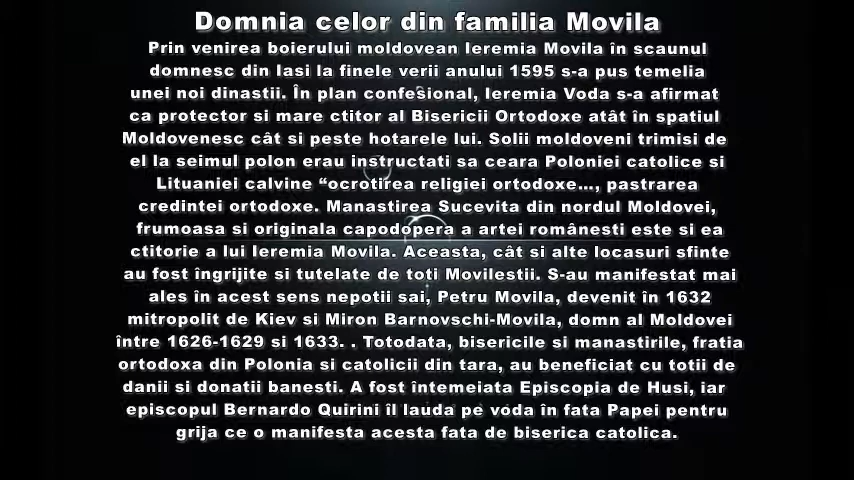 Domnia celor din familia Movila
Prin venirea boierului moldovean Ieremia Movila în scaunul
domnesc din Iasi la finele verii anului 1595 s-a pus temelia
unei noi dinastii. În plan confesional, Ieremia Voda s-a afirmat
ca protector si mare ctitor al Bisericii Ortodoxe atât în spatiul
Moldovenesc cât si peste hotarele lui. Solii moldoveni trimisi de
el la seimul polon erau instructati sa ceara Poloniei catolice si
Lituaniei calvine “ocrotirea religiei ortodoxe..., pastrarea
credintei ortodoxe. Manastirea Sucevita din nordul Moldovei,
frumoasa si originala capodopera a artei românesti este si ea
ctitorie a lui Ieremia Movila. Aceasta, cât si alte locasuri sfinte
au fost îngrijite si tutelate de toti Movilestii. S-au manifestat mai
ales în acest sens nepotii sai, Petru Movila, devenit în 1632
mitropolit de Kiev si Miron Barnovschi-Movila, domn al Moldovei
între 1626-1629 si 1633. . Totodata, bisericile si manastirile, fratia
ortodoxa din Polonia si catolicii din tara, au beneficiat cu totii de
danii si donatii banesti. A fost întemeiata Episcopia de Husi, iar
episcopul Bernardo Quirini îl lauda pe voda în fata Papei pentru
grija ce o manifesta acesta fata de biserica catolica.